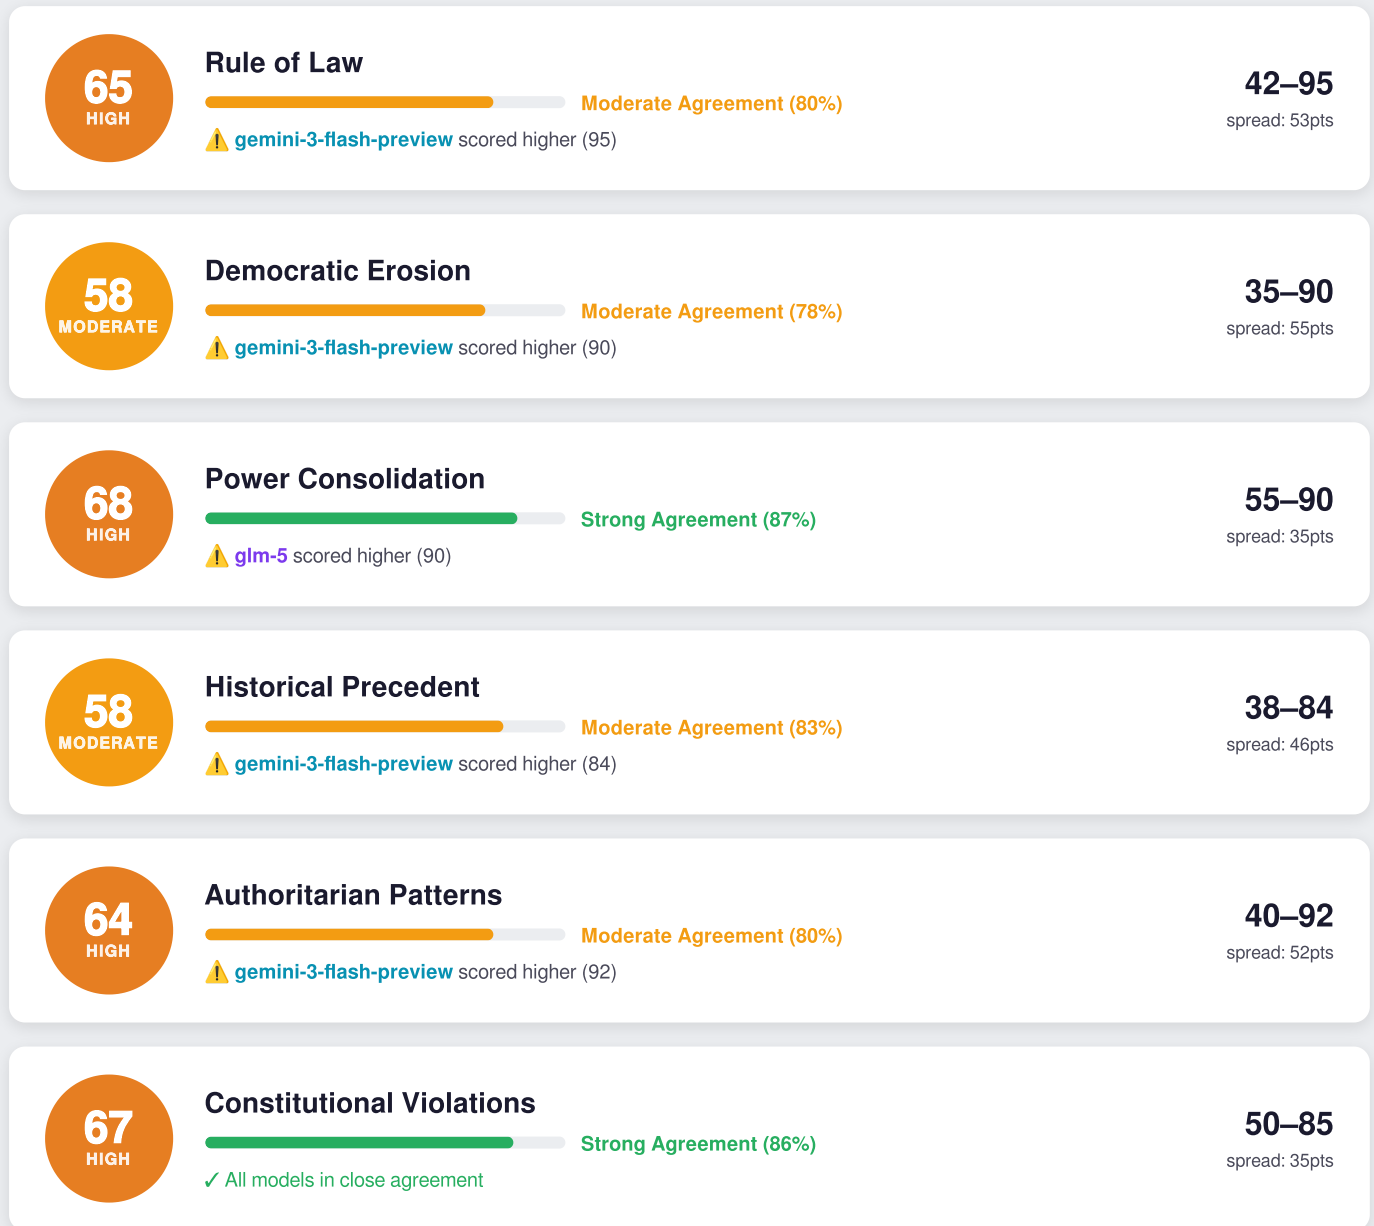 65
HIGH
Rule of Law
Moderate Agreement (80%)
⚠️ gemini-3-flash-preview scored higher (95)
42–95
spread: 53pts
58
MODERATE
Democratic Erosion
Moderate Agreement (78%)
⚠️ gemini-3-flash-preview scored higher (90)
35–90
spread: 55pts
68
HIGH
Power Consolidation
Strong Agreement (87%)
⚠️ glm-5 scored higher (90)
55–90
spread: 35pts
58
MODERATE
Historical Precedent
Moderate Agreement (83%)
⚠️ gemini-3-flash-preview scored higher (84)
38–84
spread: 46pts
64
HIGH
Authoritarian Patterns
Moderate Agreement (80%)
⚠️ gemini-3-flash-preview scored higher (92)
40–92
spread: 52pts
67
HIGH
Constitutional Violations
Strong Agreement (86%)
✓ All models in close agreement
50–85
spread: 35pts